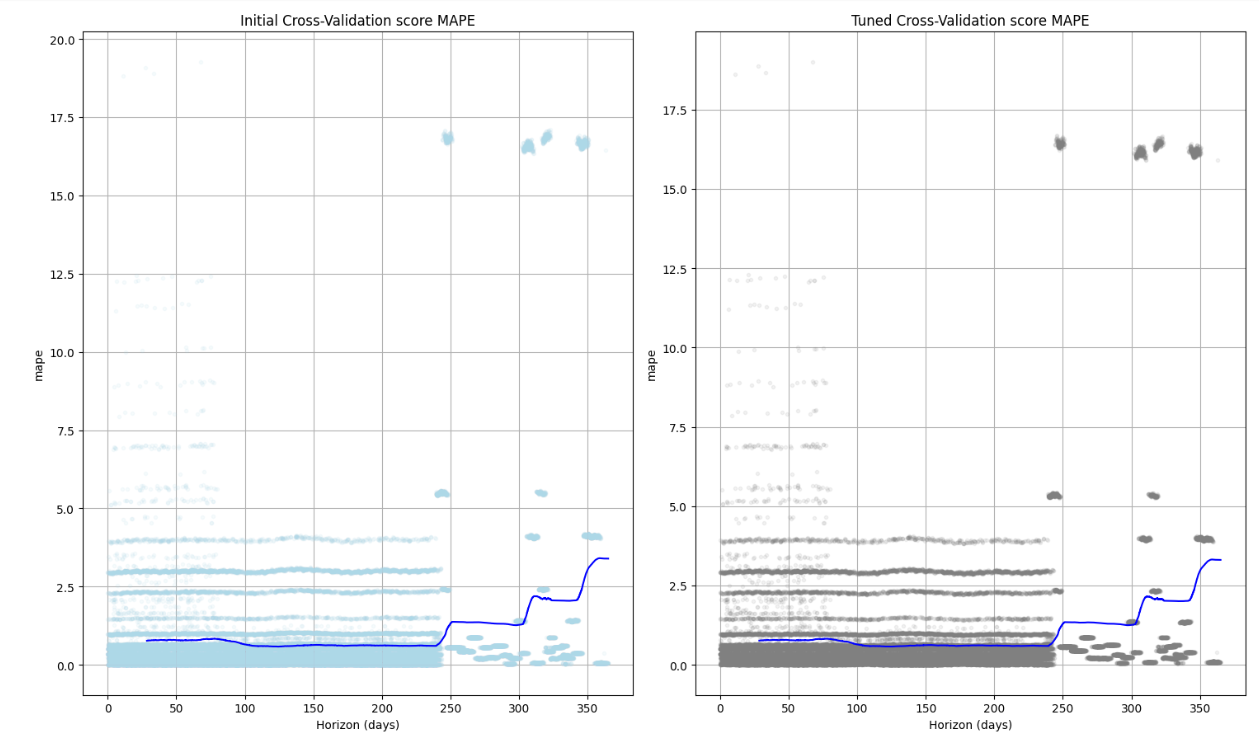 Initial Cross-Validation score MAPE
mape
20.0
17.5
15.0
12.5
10.0
7.5
5.0
2.5
0.0
0 50 100 150 200 250 300 350
Horizon (days)
Tuned Cross-Validation score MAPE
mape
17.5
15.0
12.5
10.0
7.5
5.0
2.5
0.0
0 50 100 150 200 250 300 350
Horizon (days)